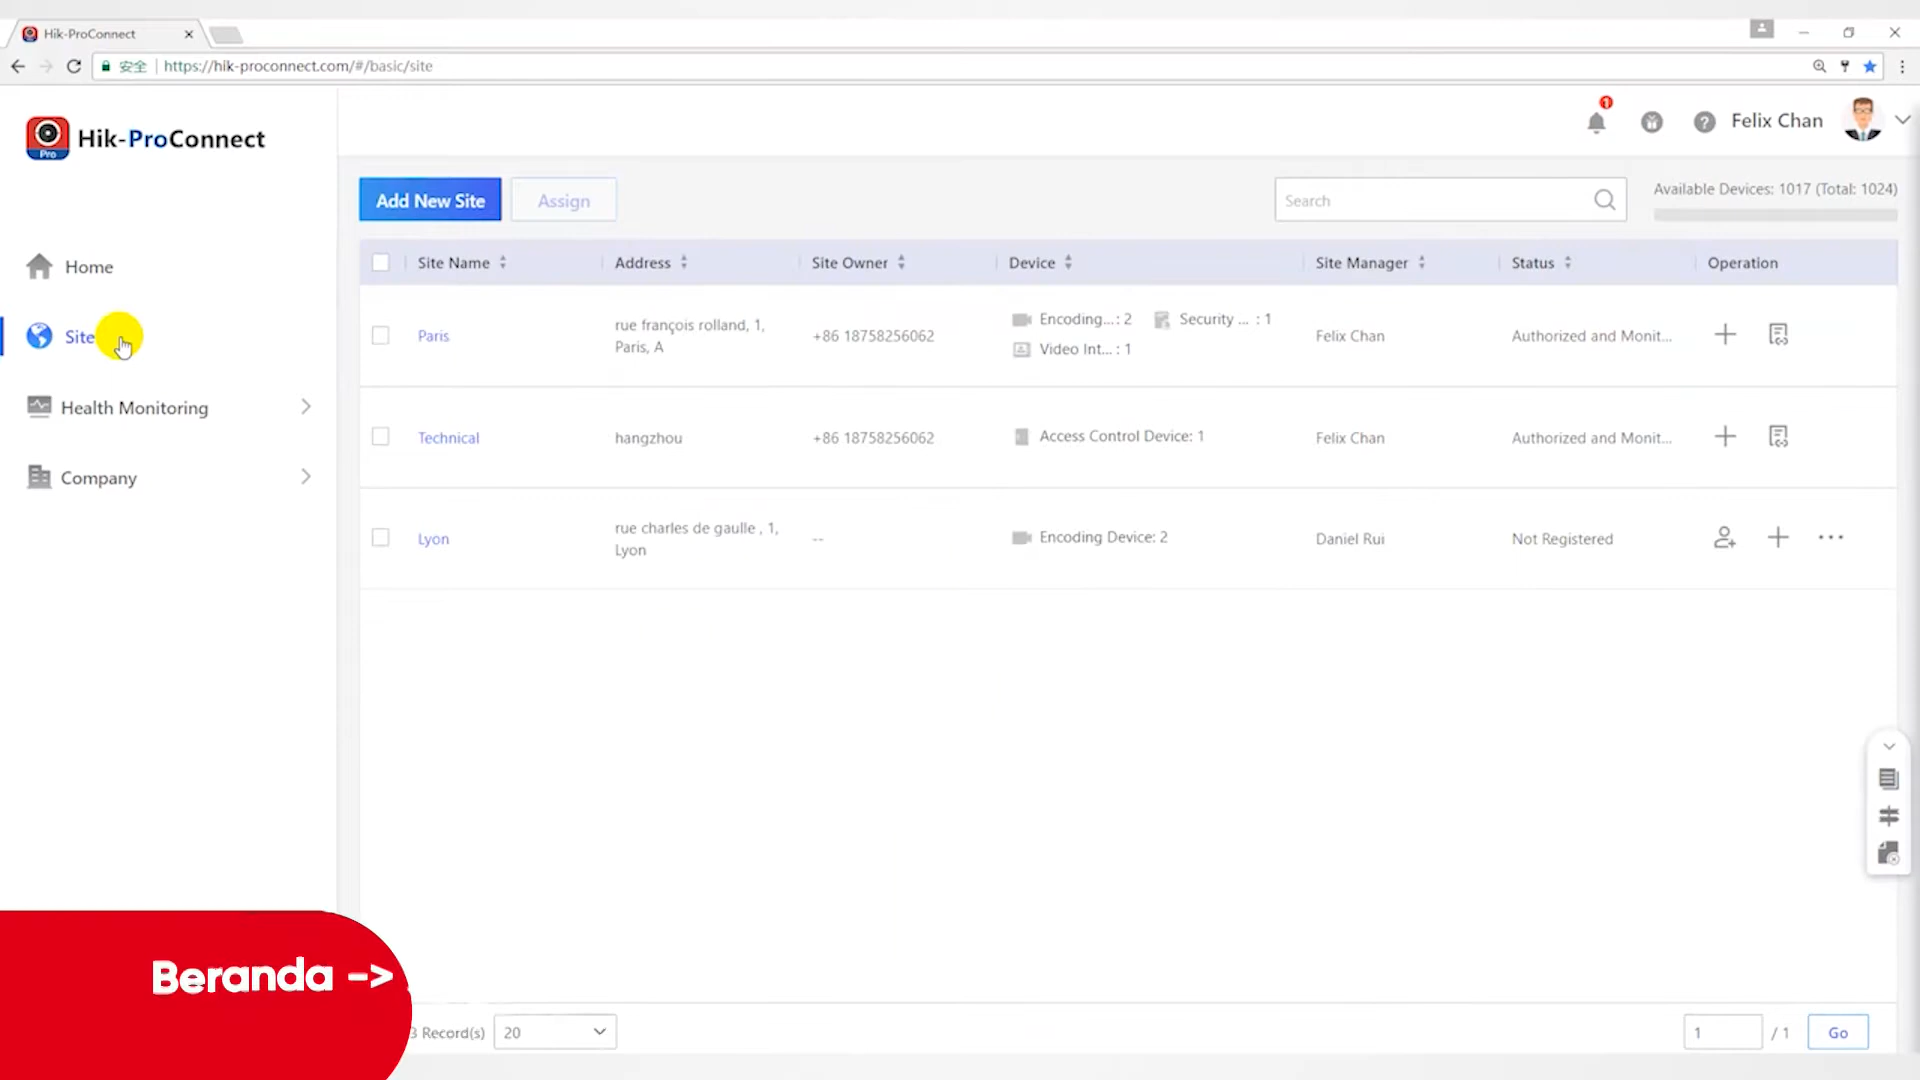 Hik-ProConnect
安全 | https://hik-proconnect.com/#/basic/site
Pro
Hik-ProConnect
1
Felix Chan
Home
Site
Health Monitoring
Company
Add New Site
Assign
Search
Available Devices: 1017 (Total: 1024)
Site Name
Address
Site Owner
Device
Site Manager
Status
Operation
Paris
rue françois rolland, 1,
Paris, A
+86 18758256062
Encoding...: 2
Security ... : 1
Video Int... : 1
Felix Chan
Authorized and Monit...
Technical
hangzhou
+86 18758256062
Access Control Device: 1
Felix Chan
Authorized and Monit...
Lyon
rue charles de gaulle , 1,
Lyon
--
Encoding Device: 2
Daniel Rui
Not Registered
Beranda ->
3 Record(s)
20
1
/ 1
Go